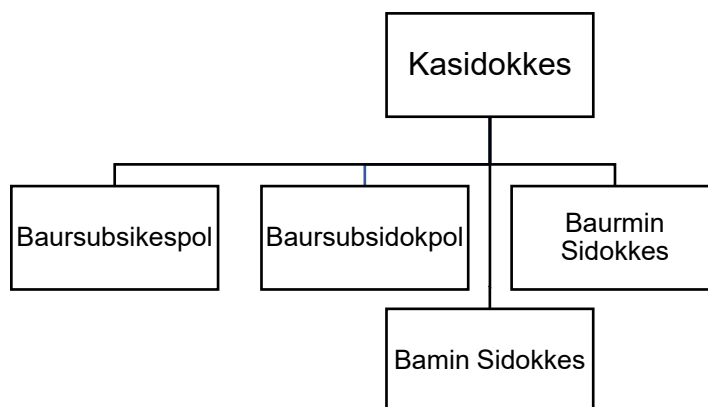 Kasidokkes
Baursubsikespol
Baursubsidokpol
Baurmin
Sidokkes
Bamin Sidokkes